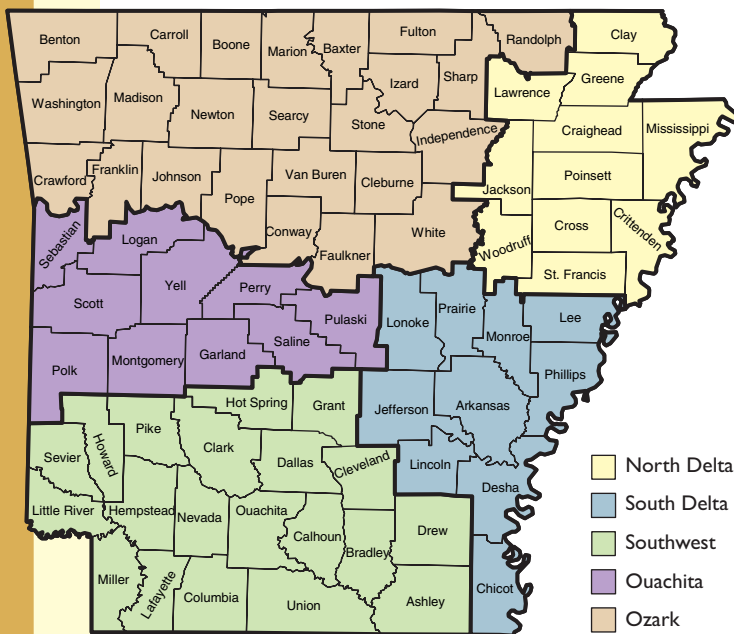 Benton
Carroll
Boone
Marion
Baxter
Fulton
Randolph
Clay
Washington
Madison
Newton
Searcy
Stone
Izard
Sharp
Lawrence
Greene
Independence
Craighead
Mississippi
Crawford
Franklin
Johnson
Pope
Van Buren
Cleburne
Jackson
Poinsett
Conway
Faulkner
White
Woodruff
Cross
Crittenden
St. Francis
Sebastian
Logan
Scott
Yell
Perry
Pulaski
Saline
Garland
Montgomery
Polk
Lonoke
Prairie
Monroe
Lee
Phillips
Jefferson
Arkansas
Lincoln
Desha
Chicot
Hot Spring
Grant
Pike
Clark
Dallas
Cleveland
Sevier
Howard
Little River
Hempstead
Nevada
Ouachita
Calhoun
Bradley
Drew
Miller
Lafayette
Columbia
Union
Ashley
North Delta
South Delta
Southwest
Ouachita
Ozark